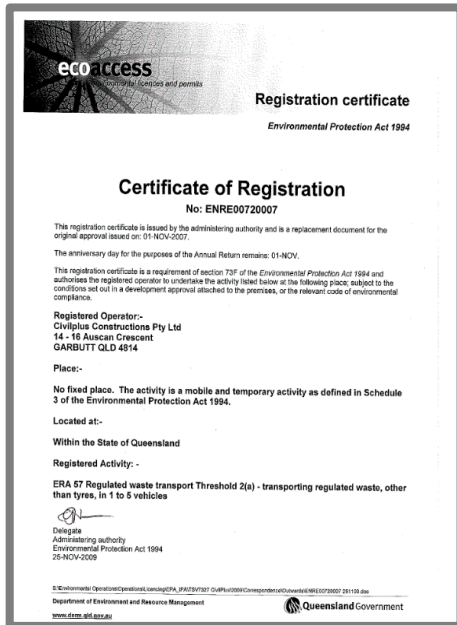 ecoaccess
environmental licences and permits
Registration certificate
Environmental Protection Act 1994
Certificate of Registration
No: ENRE00720007
This registration certificate is issued by the administering authority and is a replacement document for the
original approval issued on: 01-NOV-2007.
The anniversary day for the purposes of the Annual Return remains: 01-NOV.
This registration certificate is a requirement of section 73F of the Environmental Protection Act 1994 and
authorises the registered operator to undertake the activity listed below at the following place; subject to the
conditions set out in a development approval attached to the premises, or the relevant code of environmental
compliance.
Registered Operator:-
Civilplus Constructions Pty Ltd
14 - 16 Auscan Crescent
GARBUTT QLD 4814
Place:-
No fixed place. The activity is a mobile and temporary activity as defined in Schedule
3 of the Environmental Protection Act 1994.
Located at:-
Within the State of Queensland
Registered Activity: -
ERA 57 Regulated waste transport Threshold 2(a) - transporting regulated waste, other
than tyres, in 1 to 5 vehicles
Delegate
Administering authority
Environmental Protection Act 1994
25-NOV-2009
Department of Environment and Resource Management
www.derm.qld.gov.au
Queensland Government